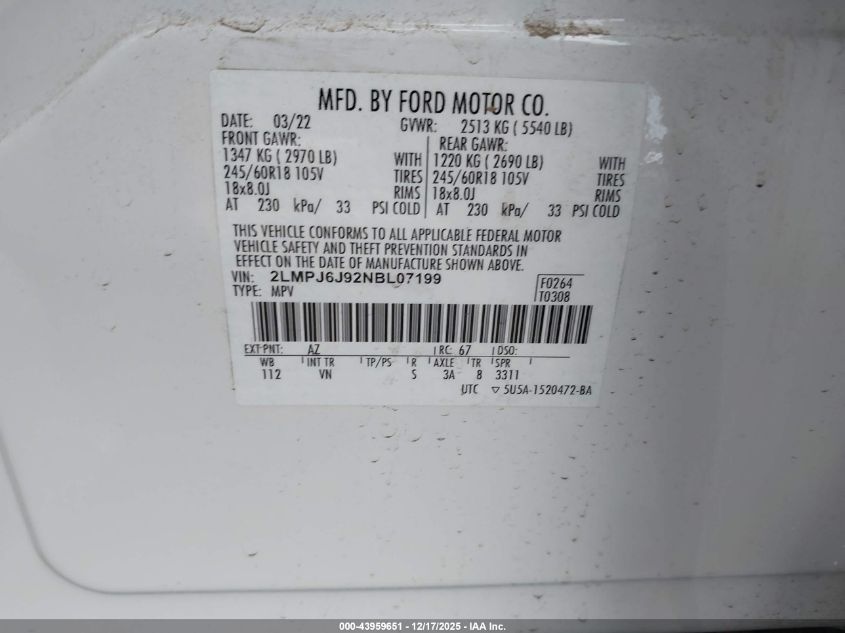 MFD. BY FORD MOTOR CO.
DATE: 03/22 GVWR: 2513 KG ( 5540 LB)
FRONT GAWR: REAR GAWR:
1347 KG ( 2970 LB) WITH 1220 KG ( 2690 LB) WITH
245/60R18 105V TIRES 245/60R18 105V TIRES
18x8.0J RIMS 18x8.0J RIMS
AT 230 kPa/ 33 PSI COLD AT 230 kPa/ 33 PSI COLD
THIS VEHICLE CONFORMS TO ALL APPLICABLE FEDERAL MOTOR
VEHICLE SAFETY AND THEFT PREVENTION STANDARDS IN
EFFECT ON THE DATE OF MANUFACTURE SHOWN ABOVE.
VIN: 2LMPJ6J92NBL07199 F0264
TYPE: MPV T0308
EXT PNT: AZ RC: 67 DSO:
WB INT TR TP/PS R AXLE TR SPR
112 VN S 3A 8 3311
UTC ▽ 5U5A-1520472-BA
000-43959651 - 12/17/2025 - IAA Inc.